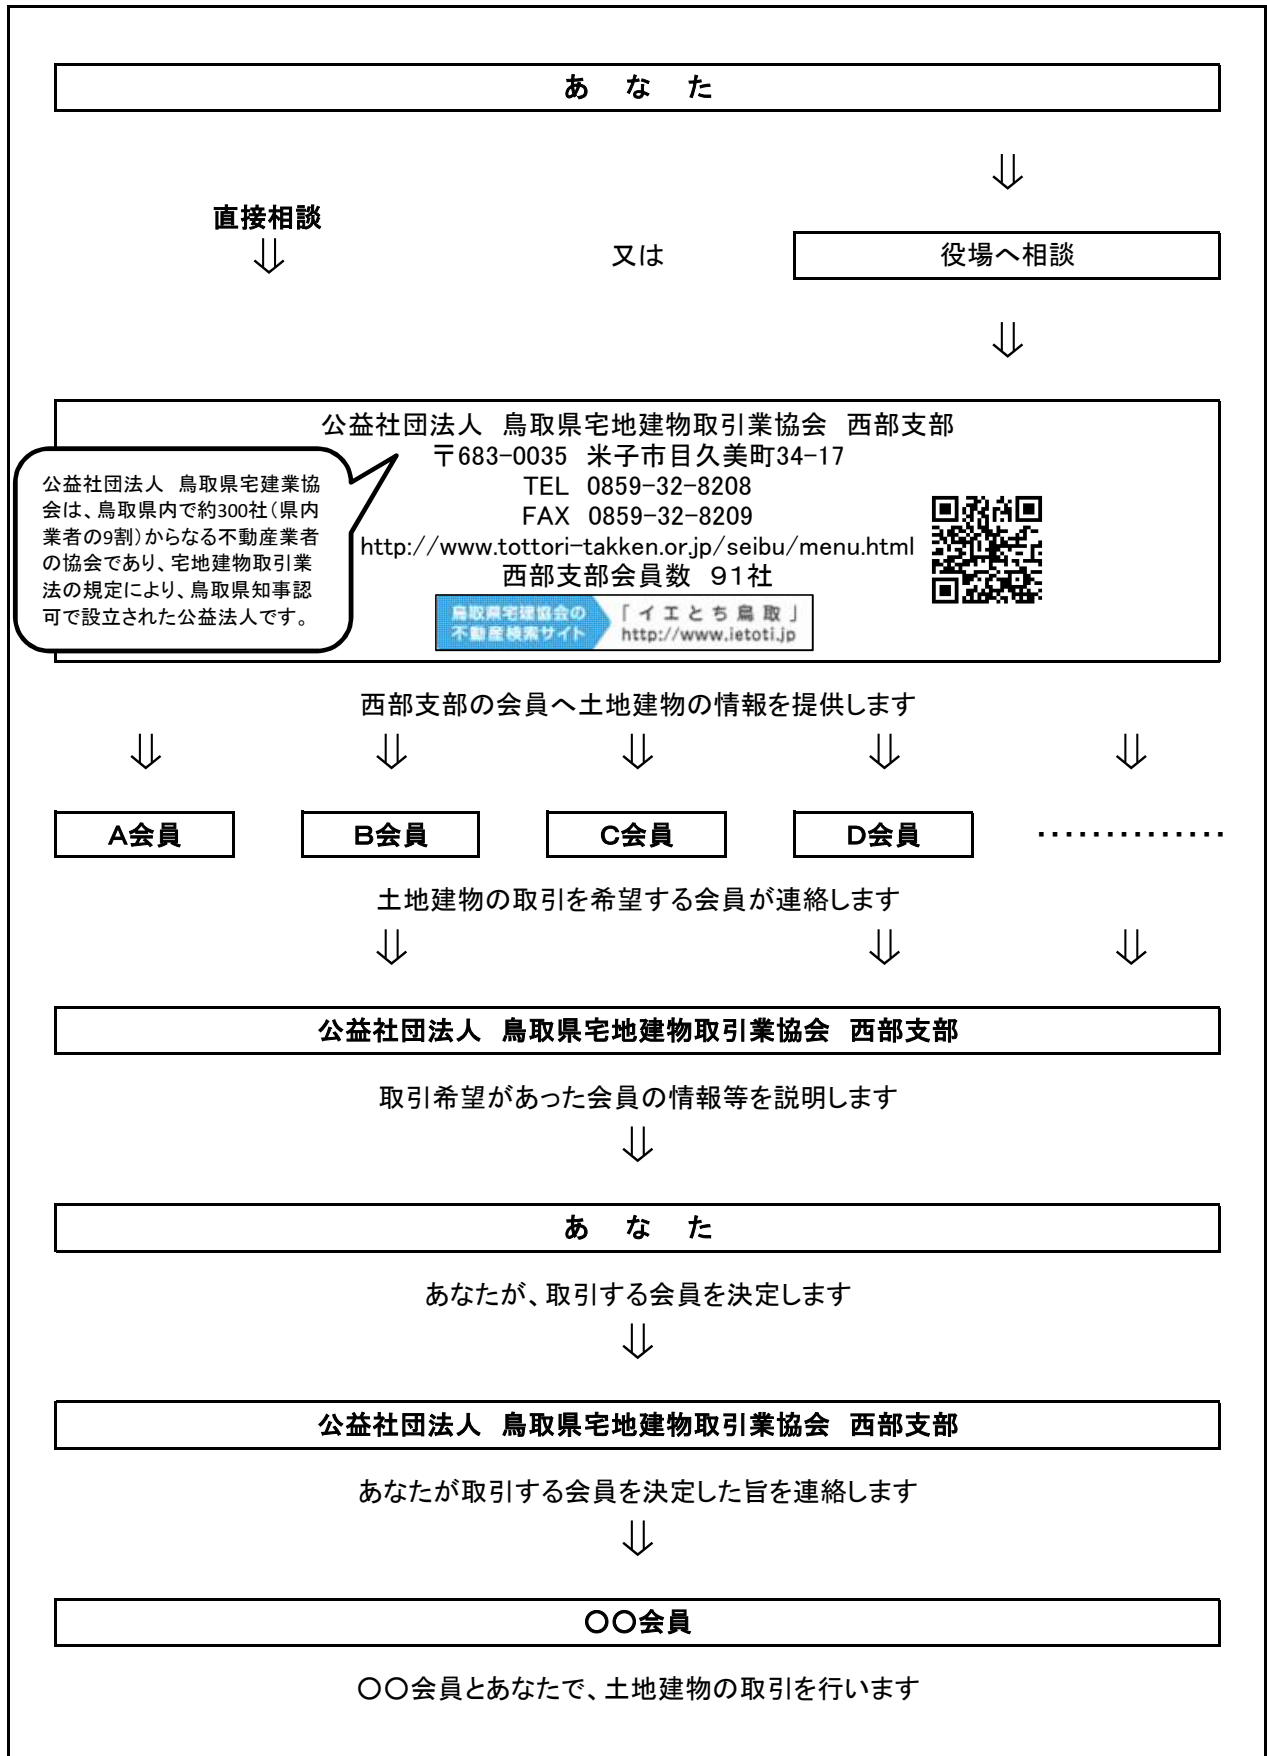 あ　な　た
⇓
直接相談
⇓
又は
役場へ相談
⇓
公益社団法人　鳥取県宅地建物取引業協会　西部支部
〒683-0035　米子市目久美町34-17
TEL　0859-32-8208
FAX　0859-32-8209
http://www.tottori-takken.or.jp/seibu/menu.html
西部支部会員数　91社
公益社団法人　鳥取県宅建業協
会は、鳥取県内で約300社（県内
業者の9割）からなる不動産業者
の協会であり、宅地建物取引業
法の規定により、鳥取県知事認
可で設立された公益法人です。
鳥取県宅建協会の
不動産検索サイト
「イエとち鳥取」
http://www.ietoti.jp
西部支部の会員へ土地建物の情報を提供します
⇓ ⇓ ⇓ ⇓ ⇓
A会員 B会員 C会員 D会員 ・・・・・・・・・・・・・・
土地建物の取引を希望する会員が連絡します
⇓ ⇓ ⇓
公益社団法人　鳥取県宅地建物取引業協会　西部支部
取引希望があった会員の情報等を説明します
⇓
あ　な　た
あなたが、取引する会員を決定します
⇓
公益社団法人　鳥取県宅地建物取引業協会　西部支部
あなたが取引する会員を決定した旨を連絡します
⇓
〇〇会員
〇〇会員とあなたで、土地建物の取引を行います